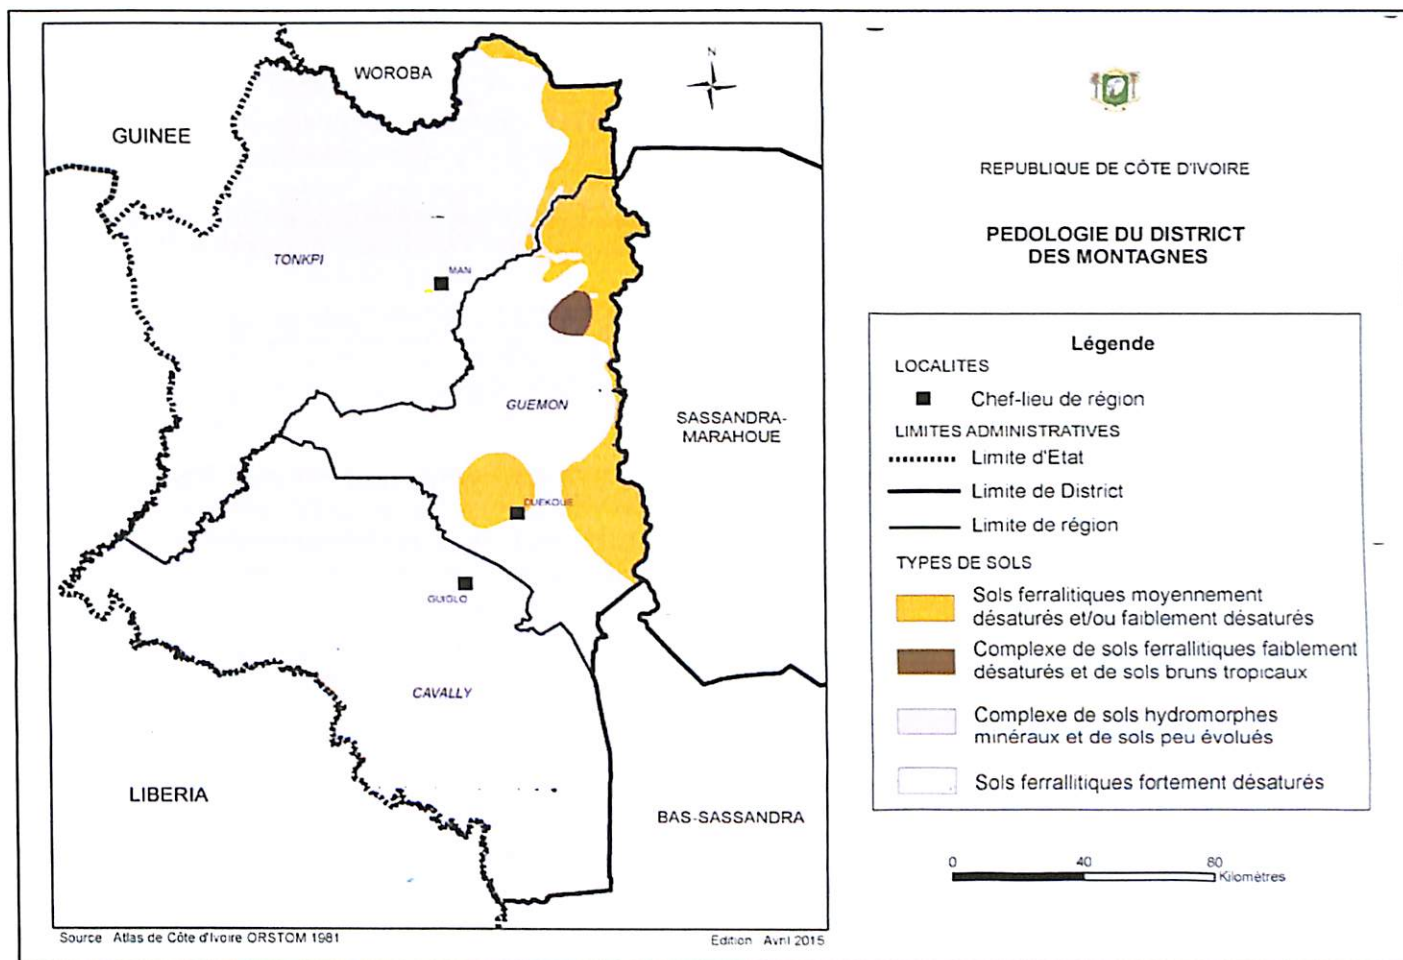 WOROBA
N
GUINEE
TONKPI
MAN
GUEMON
SASSANDRA-
MARAHOUE
DUEKOUE
GUIGLO
CAVALLY
LIBERIA
BAS-SASSANDRA
Source Atlas de Côte d'Ivoire ORSTOM 1981
Edition Avril 2015
REPUBLIQUE DE CÔTE D'IVOIRE
PEDOLOGIE DU DISTRICT
DES MONTAGNES
Légende
LOCALITES
Chef-lieu de région
LIMITES ADMINISTRATIVES
Limite d'Etat
Limite de District
Limite de région
TYPES DE SOLS
Sols ferralitiques moyennement
désaturés et/ou faiblement désaturés
Complexe de sols ferrallitiques faiblement
désaturés et de sols bruns tropicaux
Complexe de sols hydromorphes
minéraux et de sols peu évolués
Sols ferrallitiques fortement désaturés
0 40 80
Kilomètres